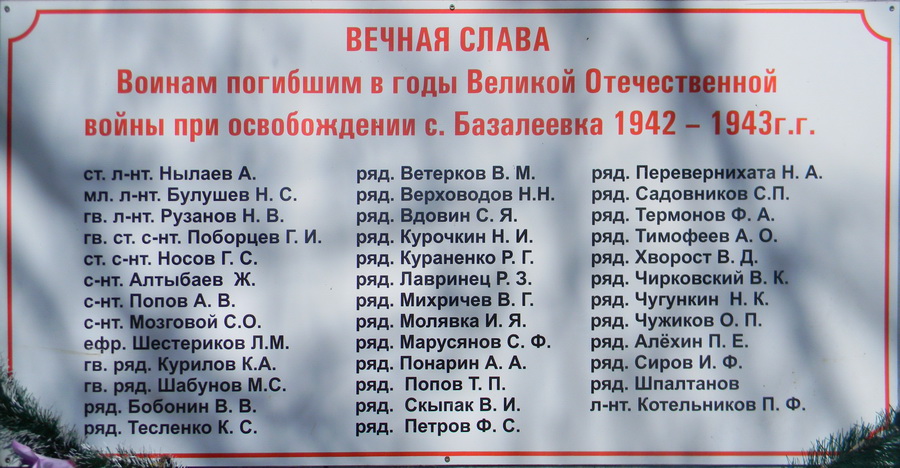 ВЕЧНАЯ СЛАВА
Воинам погибшим в годы Великой Отечественной
войны при освобождении с. Базалеевка 1942 – 1943г.г.
ст. л-нт. Нылаев А.
мл. л-нт. Булушев Н. С.
гв. л-нт. Рузанов Н. В.
гв. ст. с-нт. Поборцев Г. И.
ст. с-нт. Носов Г. С.
с-нт. Алтыбаев Ж.
с-нт. Попов А. В.
с-нт. Мозговой С.О.
ефр. Шестериков Л.М.
гв. ряд. Курилов К.А.
гв. ряд. Шабунов М.С.
ряд. Бобонин В. В.
ряд. Тесленко К. С.
ряд. Ветерков В. М.
ряд. Верховодов Н.Н.
ряд. Вдовин С. Я.
ряд. Курочкин Н. И.
ряд. Кураненко Р. Г.
ряд. Лавринец Р. З.
ряд. Михричев В. Г.
ряд. Молявка И. Я.
ряд. Марусянов С. Ф.
ряд. Понарин А. А.
ряд. Попов Т. П.
ряд. Скыпак В. И.
ряд. Петров Ф. С.
ряд. Перевернихата Н. А.
ряд. Садовников С.П.
ряд. Термонов Ф. А.
ряд. Тимофеев А. О.
ряд. Хворост В. Д.
ряд. Чирковский В. К.
ряд. Чугункин Н. К.
ряд. Чужиков О. П.
ряд. Алёхин П. Е.
ряд. Сиров И. Ф.
ряд. Шпалтанов
л-нт. Котельников П. Ф.